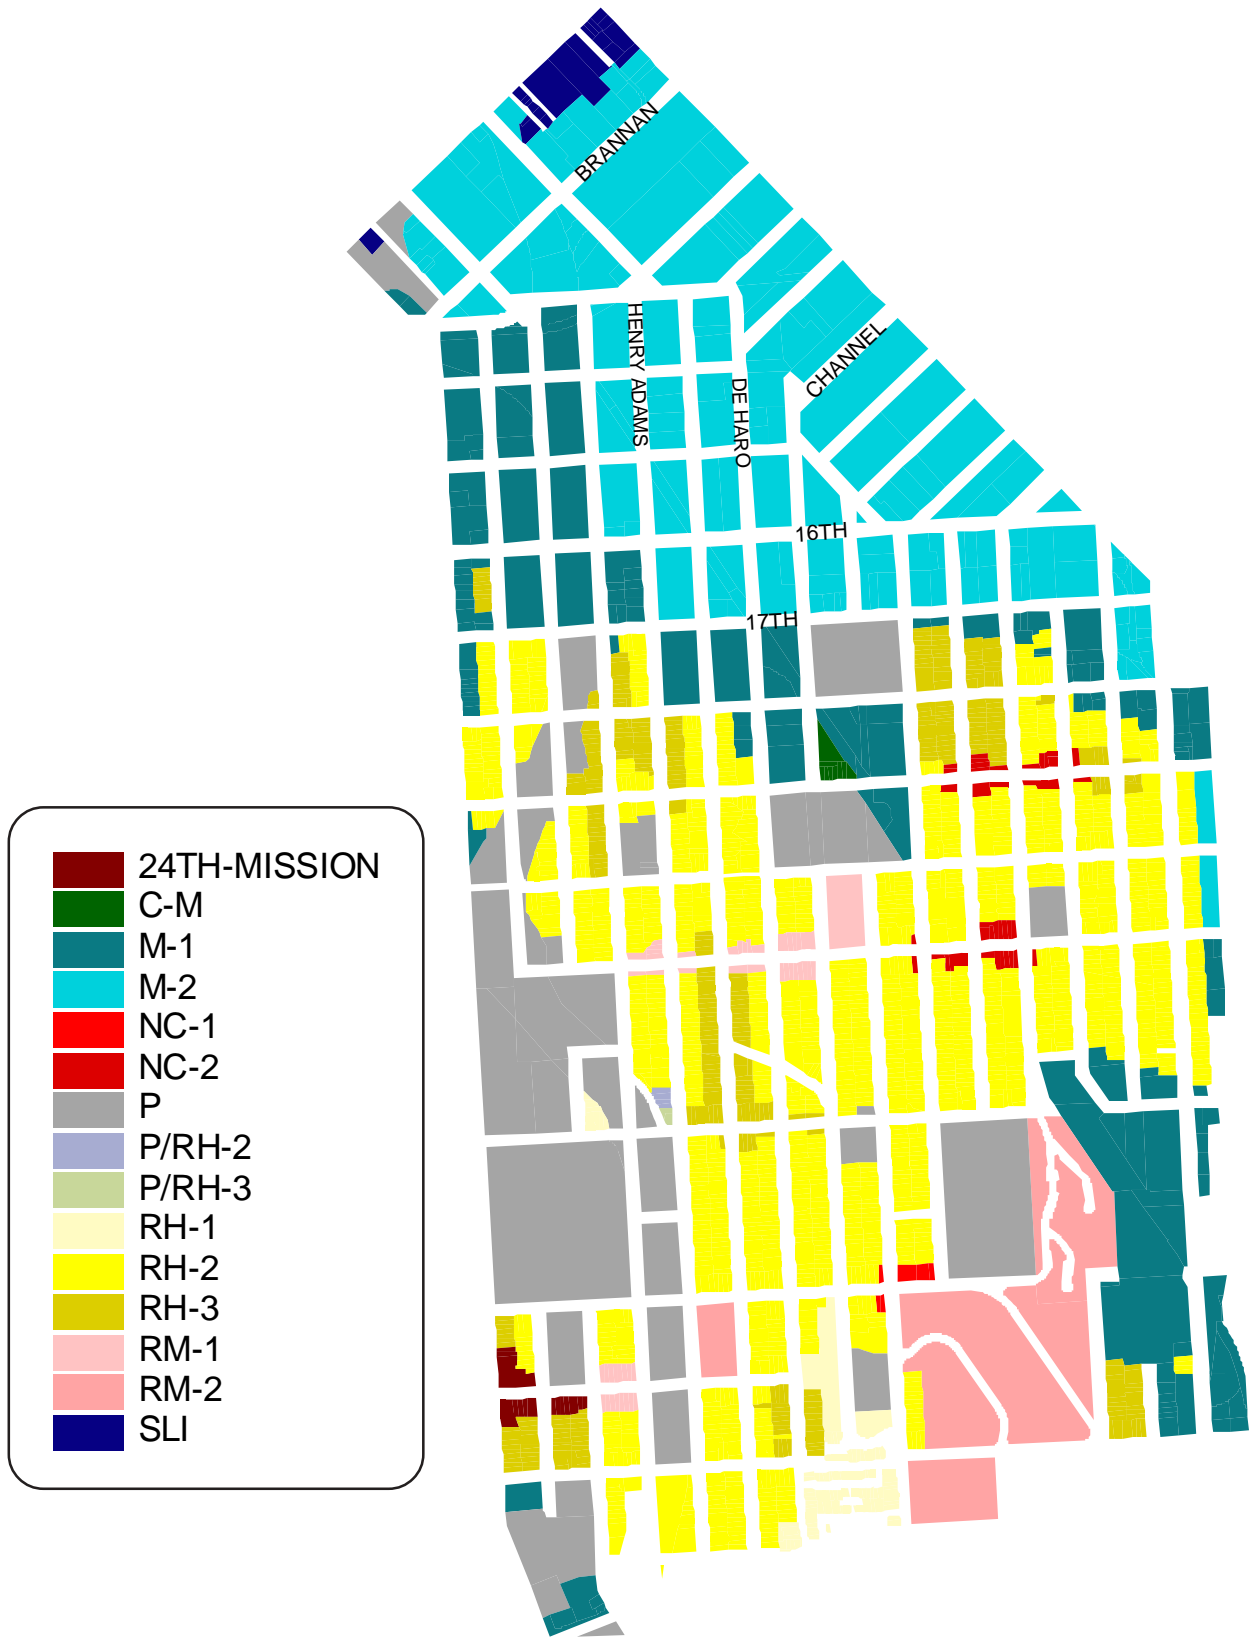 BRANNAN
HENRY ADAMS
DE HARO
CHANNEL
16TH
17TH
24TH-MISSION
C-M
M-1
M-2
NC-1
NC-2
P
P/RH-2
P/RH-3
RH-1
RH-2
RH-3
RM-1
RM-2
SLI